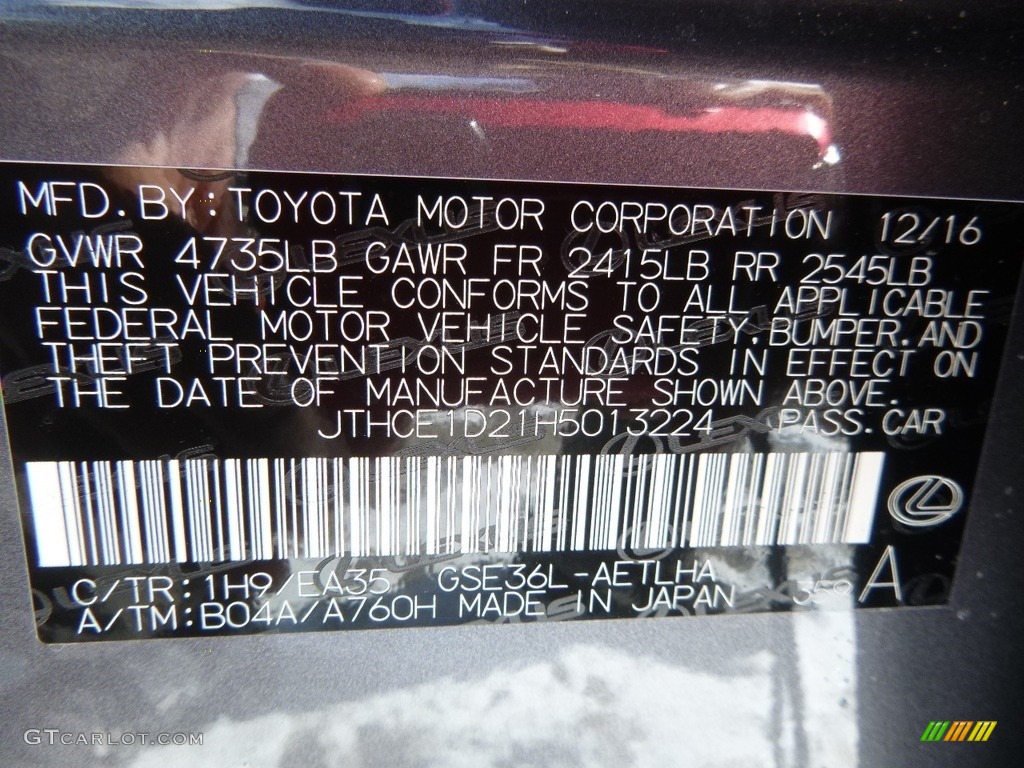 MFD. BY: TOYOTA MOTOR CORPORATION 12/16
GVWR 4735LB GAWR FR 2415LB RR 2545LB
THIS VEHICLE CONFORMS TO ALL APPLICABLE
FEDERAL MOTOR VEHICLE SAFETY, BUMPER, AND
THEFT PREVENTION STANDARDS IN EFFECT ON
THE DATE OF MANUFACTURE SHOWN ABOVE.
JTHCE1D21H5013224 PASS. CAR
C/TR: 1H9/EA35 GSE36L-AETLHA
A/TM: B04A/A760H MADE IN JAPAN A
GTCARLOT.COM